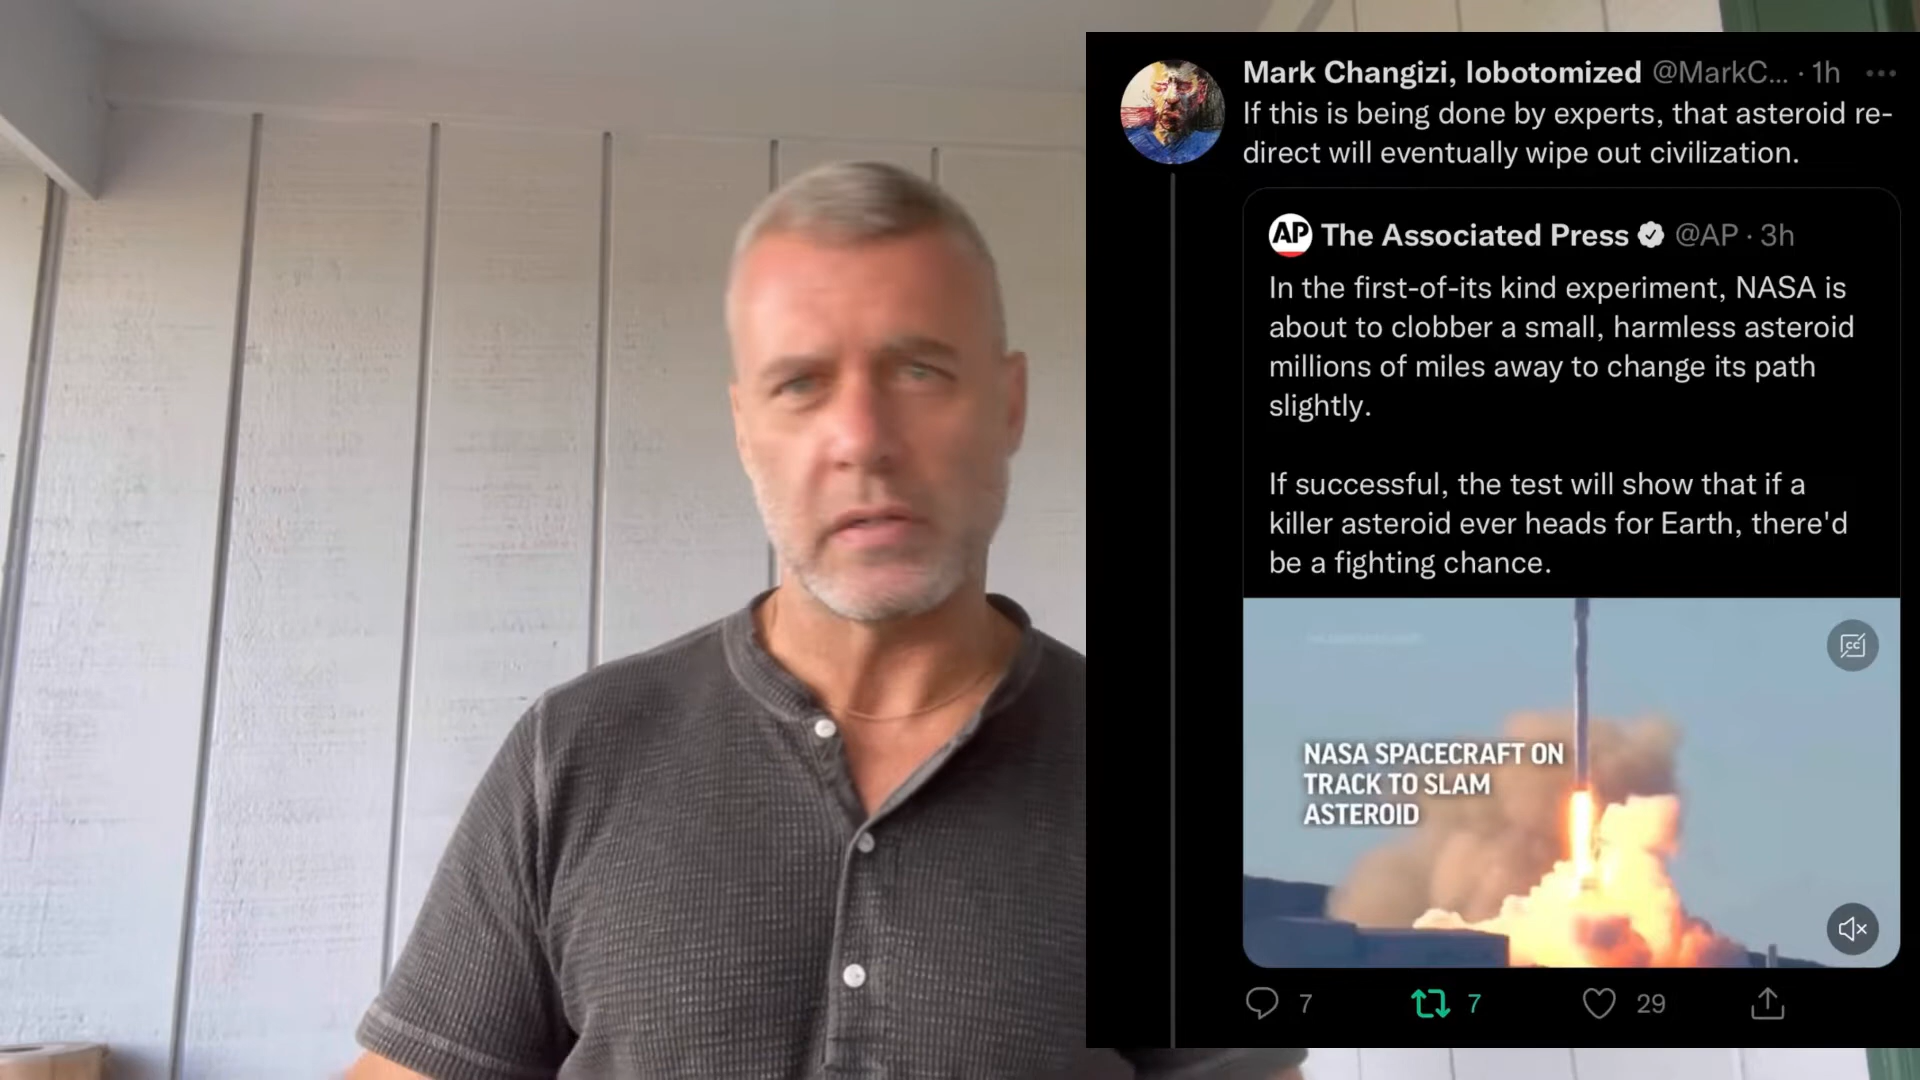 Mark Changizi, lobotomized @MarkC... · 1h
If this is being done by experts, that asteroid re-
direct will eventually wipe out civilization.
AP The Associated Press @AP · 3h
In the first-of-its kind experiment, NASA is
about to clobber a small, harmless asteroid
millions of miles away to change its path
slightly.
If successful, the test will show that if a
killer asteroid ever heads for Earth, there'd
be a fighting chance.
CC
NASA SPACECRAFT ON
TRACK TO SLAM
ASTEROID
7 7 29